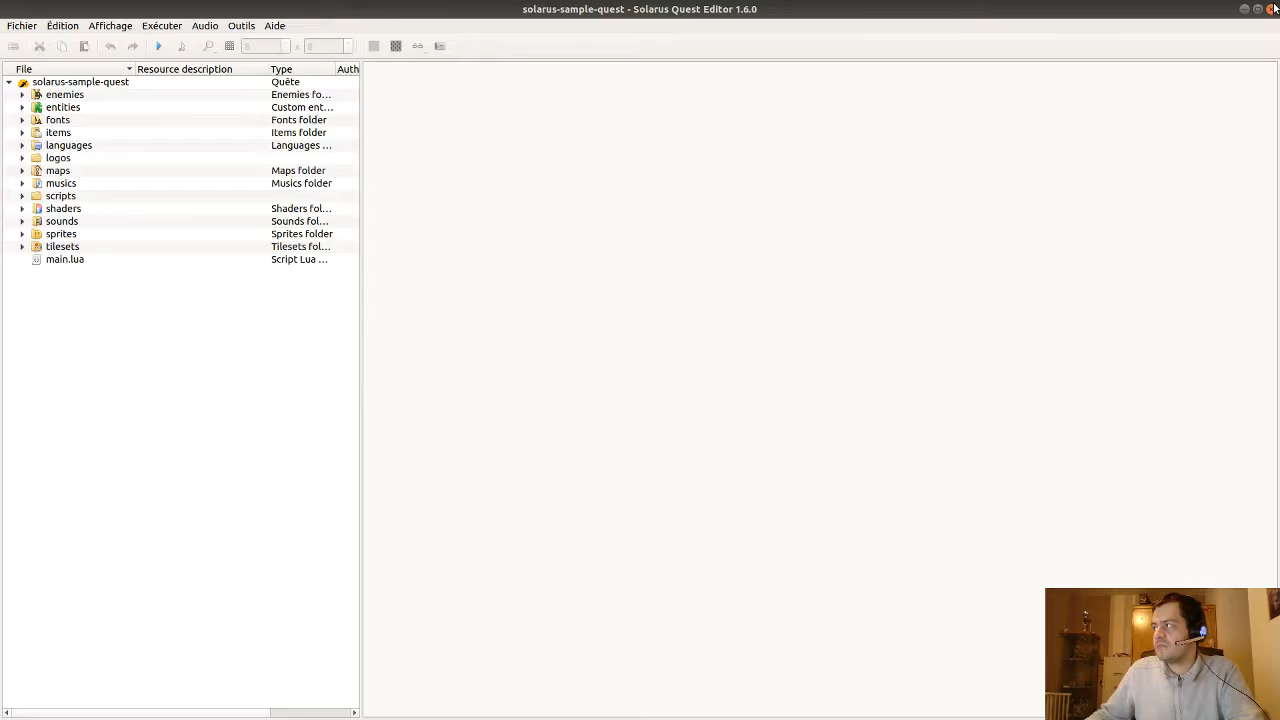 solarus-sample-quest - Solarus Quest Editor 1.6.0
Fichier Édition Affichage Exécuter Audio Outils Aide
8 x 8
File Resource description Type Auth
solarus-sample-quest Quête
enemies Enemies fo...
entities Custom ent...
fonts Fonts folder
items Items folder
languages Languages ...
logos
maps Maps folder
musics Musics folder
scripts
shaders Shaders fol...
sounds Sounds fol...
sprites Sprites folder
tilesets Tilesets fol...
main.lua Script Lua ...